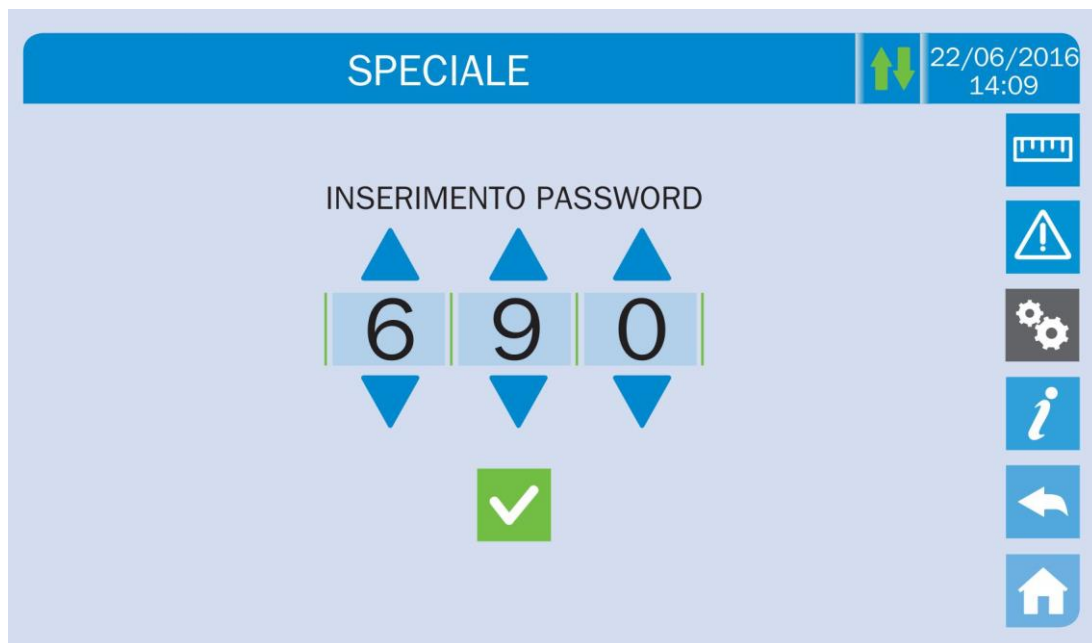 SPECIALE
22/06/2016
14:09
INSERIMENTO PASSWORD
6 9 0
i